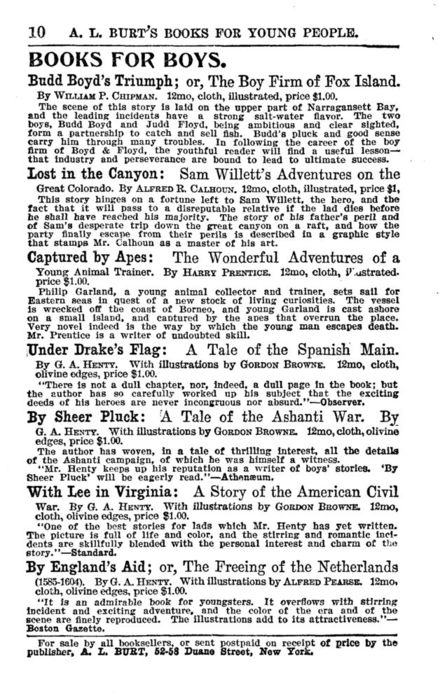 10 A. L. BURT'S BOOKS FOR YOUNG PEOPLE.
BOOKS FOR BOYS.
Budd Boyd's Triumph; or, The Boy Firm of Fox Island.
By WILLIAM P. CHIPMAN. 12mo, cloth, illustrated, price $1.00.
The scene of this story is laid on the upper part of Narragansett Bay,
and the leading incidents have a strong salt-water flavor. The two
boys, Budd Boyd and Judd Floyd, being ambitious and clear sighted,
form a partnership to catch and sell fish. Budd's pluck and good sense
carry him through many troubles. In following the career of the boy
firm of Boyd & Floyd, the youthful reader will find a useful lesson—
that industry and perseverance are bound to lead to ultimate success.
Lost in the Canyon: Sam Willett's Adventures on the
Great Colorado. By ALFRED R. CALHOUN. 12mo, cloth, illustrated, price $1,
This story hinges on a fortune left to Sam Willett, the hero, and the
fact that it will pass to a disreputable relative if the lad dies before
he shall have reached his majority. The story of his father's peril and
of Sam's desperate trip down the great canyon on a raft, and how the
party finally escape from their perils is described in a graphic style
that stamps Mr. Calhoun as a master of his art.
Captured by Apes: The Wonderful Adventures of a
Young Animal Trainer. By HARRY PRENTICE. 12mo, cloth, illustrated.
price $1.00.
Philip Garland, a young animal collector and trainer, sets sail for
Eastern seas in quest of a new stock of living curiosities. The vessel
is wrecked off the coast of Borneo, and young Garland is cast ashore
on a small island, and captured by the apes that overrun the place.
Very novel indeed is the way by which the young man escapes death.
Mr. Prentice is a writer of undoubted skill.
Under Drake's Flag: A Tale of the Spanish Main.
By G. A. HENTY. With illustrations by GORDON BROWNE. 12mo, cloth,
olivine edges, price $1.00.
"There is not a dull chapter, nor, indeed, a dull page in the book; but
the author has so carefully worked up his subject that the exciting
deeds of his heroes are never incongruous nor absurd."—Observer.
By Sheer Pluck: A Tale of the Ashanti War. By
G. A. HENTY. With illustrations by GORDON BROWNE. 12mo, cloth, olivine
edges, price $1.00.
The author has woven, in a tale of thrilling interest, all the details
of the Ashanti campaign, of which he was himself a witness.
"Mr. Henty keeps up his reputation as a writer of boys' stories. 'By
Sheer Pluck' will be eagerly read."—Athenæum.
With Lee in Virginia: A Story of the American Civil
War. By G. A. HENTY. With illustrations by GORDON BROWNE. 12mo,
cloth, olivine edges, price $1.00.
"One of the best stories for lads which Mr. Henty has yet written.
The picture is full of life and color, and the stirring and romantic inci-
dents are skillfully blended with the personal interest and charm of the
story."—Standard.
By England's Aid; or, The Freeing of the Netherlands
(1585-1604). By G. A. HENTY. With illustrations by ALFRED PEARSE. 12mo,
cloth, olivine edges, price $1.00.
"It is an admirable book for youngsters. It overflows with stirring
incident and exciting adventure, and the color of the era and of the
scene are finely reproduced. The illustrations add to its attractiveness."—
Boston Gazette.
For sale by all booksellers, or sent postpaid on receipt of price by the
publisher, A. L. BURT, 52-58 Duane Street, New York.